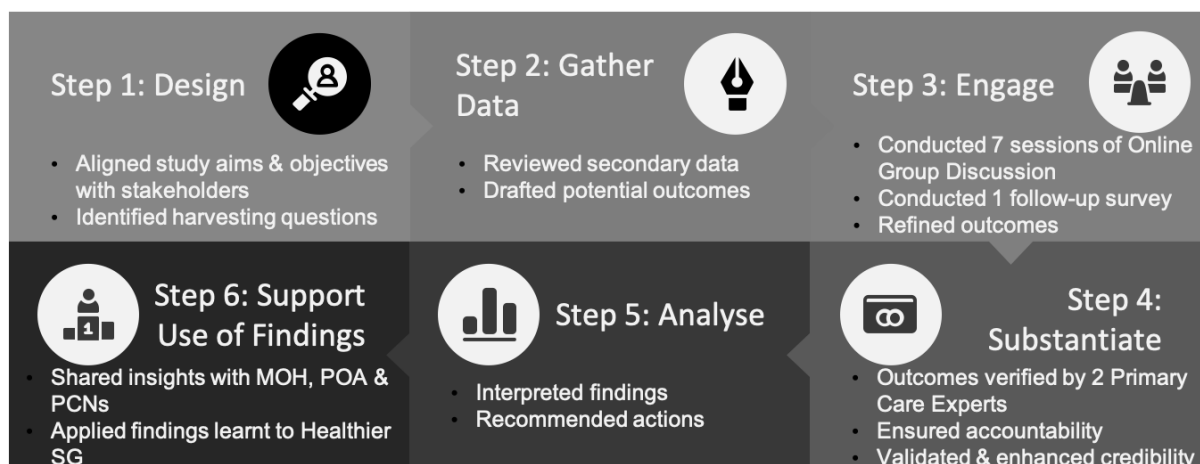 Step 1: Design
• Aligned study aims & objectives
with stakeholders
• Identified harvesting questions
Step 2: Gather
Data
• Reviewed secondary data
• Drafted potential outcomes
Step 3: Engage
• Conducted 7 sessions of Online
Group Discussion
• Conducted 1 follow-up survey
• Refined outcomes
Step 4:
Substantiate
• Outcomes verified by 2 Primary
Care Experts
• Ensured accountability
• Validated & enhanced credibility
Step 5: Analyse
• Interpreted findings
• Recommended actions
Step 6: Support
Use of Findings
1
• Shared insights with MOH, POA &
PCNs
• Applied findings learnt to Healthier
SG